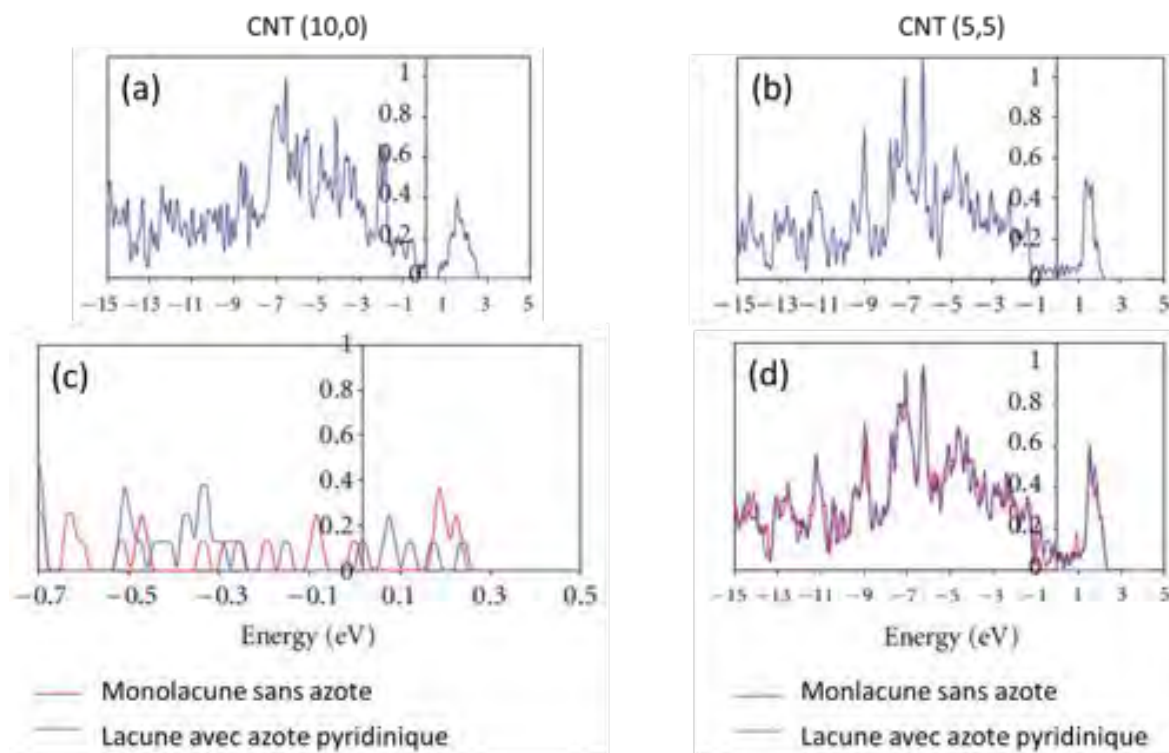 CNT (10,0)
CNT (5,5)
(a)
1
0.8
0.6
0.4
0.2
0
−15 −13 −11 −9 −7 −5 −3 −1 1 3 5
(b)
1
0.8
0.6
0.4
0.2
0
−15 −13 −11 −9 −7 −5 −3 −1 1 3 5
(c)
1
0.8
0.6
0.4
0.2
0
−0.7 −0.5 −0.3 −0.1 0.1 0.3 0.5
Energy (eV)
(d)
1
0.8
0.6
0.4
0.2
0
−15 −13 −11 −9 −7 −5 −3 −1 1 3 5
Energy (eV)
Monolacune sans azote
Lacune avec azote pyridinique
Monlacune sans azote
Lacune avec azote pyridinique